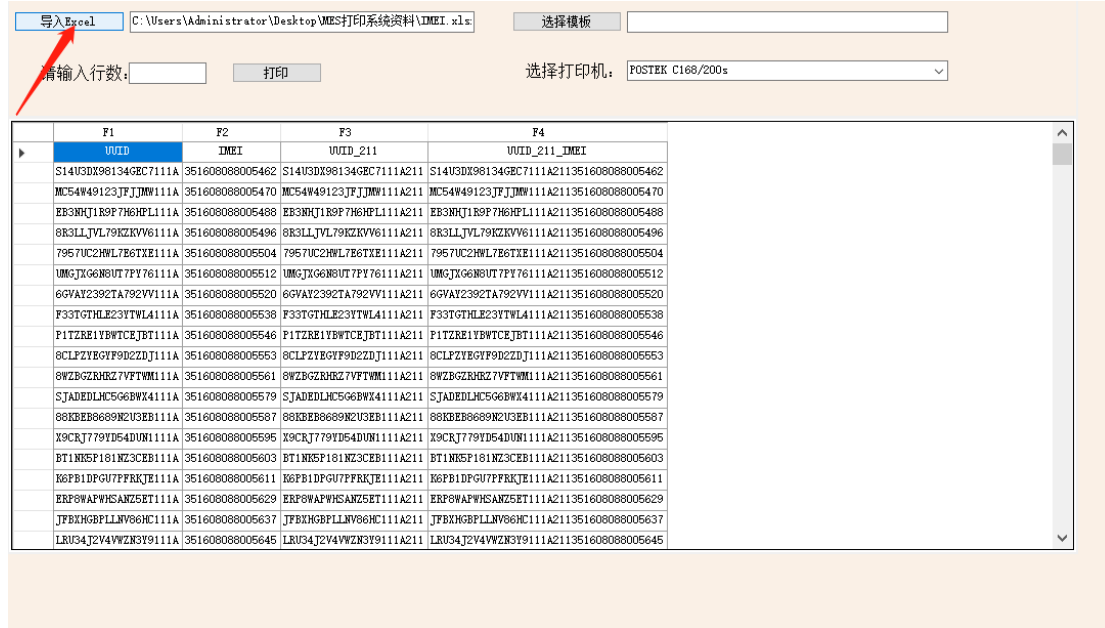 导入Excel C:\Users\Administrator\Desktop\MES打印系统资料\IMEI.xls 选择模板
请输入行数: 打印 选择打印机: POSTEK C168/200s
F1 F2 F3 F4
UUID IMEI UUID_211 UUID_211_IMEI
S14U3DX98134GEC7111A 351608088005462 S14U3DX98134GEC7111A211 S14U3DX98134GEC7111A211351608088005462
MC54W49123JFJJMW111A 351608088005470 MC54W49123JFJJMW111A211 MC54W49123JFJJMW111A211351608088005470
EB3NHJ1R9P7H6HPL111A 351608088005488 EB3NHJ1R9P7H6HPL111A211 EB3NHJ1R9P7H6HPL111A211351608088005488
8R3LLJVL79KZKVV6111A 351608088005496 8R3LLJVL79KZKVV6111A211 8R3LLJVL79KZKVV6111A211351608088005496
7957UC2HWL7E6TXE111A 351608088005504 7957UC2HWL7E6TXE111A211 7957UC2HWL7E6TXE111A211351608088005504
UMGJXG6N8UT7PY76111A 351608088005512 UMGJXG6N8UT7PY76111A211 UMGJXG6N8UT7PY76111A211351608088005512
6GVAY2392TA792VV111A 351608088005520 6GVAY2392TA792VV111A211 6GVAY2392TA792VV111A211351608088005520
F33TGTHLE23YTWL4111A 351608088005538 F33TGTHLE23YTWL4111A211 F33TGTHLE23YTWL4111A211351608088005538
P1TZRE1YBWTCEJBT111A 351608088005546 P1TZRE1YBWTCEJBT111A211 P1TZRE1YBWTCEJBT111A211351608088005546
8CLPZYEGYF9D2ZDJ111A 351608088005553 8CLPZYEGYF9D2ZDJ111A211 8CLPZYEGYF9D2ZDJ111A211351608088005553
8WZBGZRHRZ7VFTWM111A 351608088005561 8WZBGZRHRZ7VFTWM111A211 8WZBGZRHRZ7VFTWM111A211351608088005561
SJADEDLHC5G6BWX4111A 351608088005579 SJADEDLHC5G6BWX4111A211 SJADEDLHC5G6BWX4111A211351608088005579
88KBEB8689N2U3EB111A 351608088005587 88KBEB8689N2U3EB111A211 88KBEB8689N2U3EB111A211351608088005587
X9CRJ779YD54DUN1111A 351608088005595 X9CRJ779YD54DUN1111A211 X9CRJ779YD54DUN1111A211351608088005595
BT1NK5P181NZ3CEB111A 351608088005603 BT1NK5P181NZ3CEB111A211 BT1NK5P181NZ3CEB111A211351608088005603
K6PB1DPGU7PFRKJE111A 351608088005611 K6PB1DPGU7PFRKJE111A211 K6PB1DPGU7PFRKJE111A211351608088005611
ERP8WAPWHSANZ5ET111A 351608088005629 ERP8WAPWHSANZ5ET111A211 ERP8WAPWHSANZ5ET111A211351608088005629
JFBXHGBPLLNV86HC111A 351608088005637 JFBXHGBPLLNV86HC111A211 JFBXHGBPLLNV86HC111A211351608088005637
LRU34J2V4VWZN3Y9111A 351608088005645 LRU34J2V4VWZN3Y9111A211 LRU34J2V4VWZN3Y9111A211351608088005645